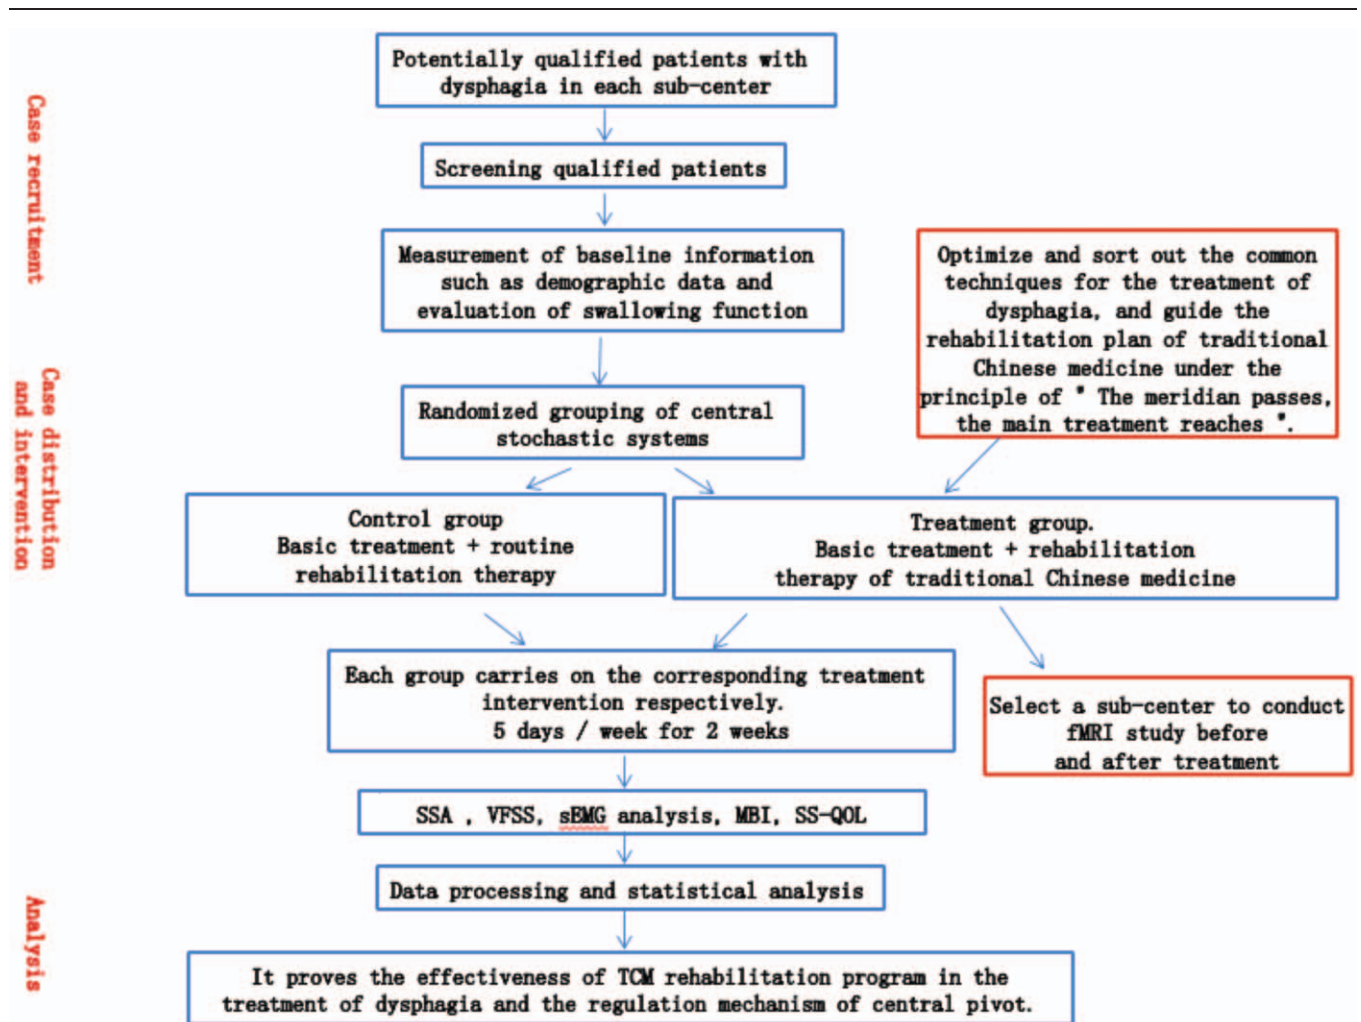 Potentially qualified patients with
dysphagia in each sub-center
Case recruitment
Screening qualified patients
Measurement of baseline information
such as demographic data and
evaluation of swallowing function
Optimize and sort out the common
techniques for the treatment of
dysphagia, and guide the
rehabilitation plan of traditional
Chinese medicine under the
principle of " The meridian passes,
the main treatment reaches ".
Case distribution
and intervention
Randomized grouping of central
stochastic systems
Control group
Basic treatment + routine
rehabilitation therapy
Treatment group.
Basic treatment + rehabilitation
therapy of traditional Chinese medicine
Each group carries on the corresponding treatment
intervention respectively.
5 days / week for 2 weeks
Select a sub-center to conduct
fMRI study before
and after treatment
SSA , VFSS, sEMG analysis, MBI, SS-QOL
Data processing and statistical analysis
Analysis
It proves the effectiveness of TCM rehabilitation program in the
treatment of dysphagia and the regulation mechanism of central pivot.